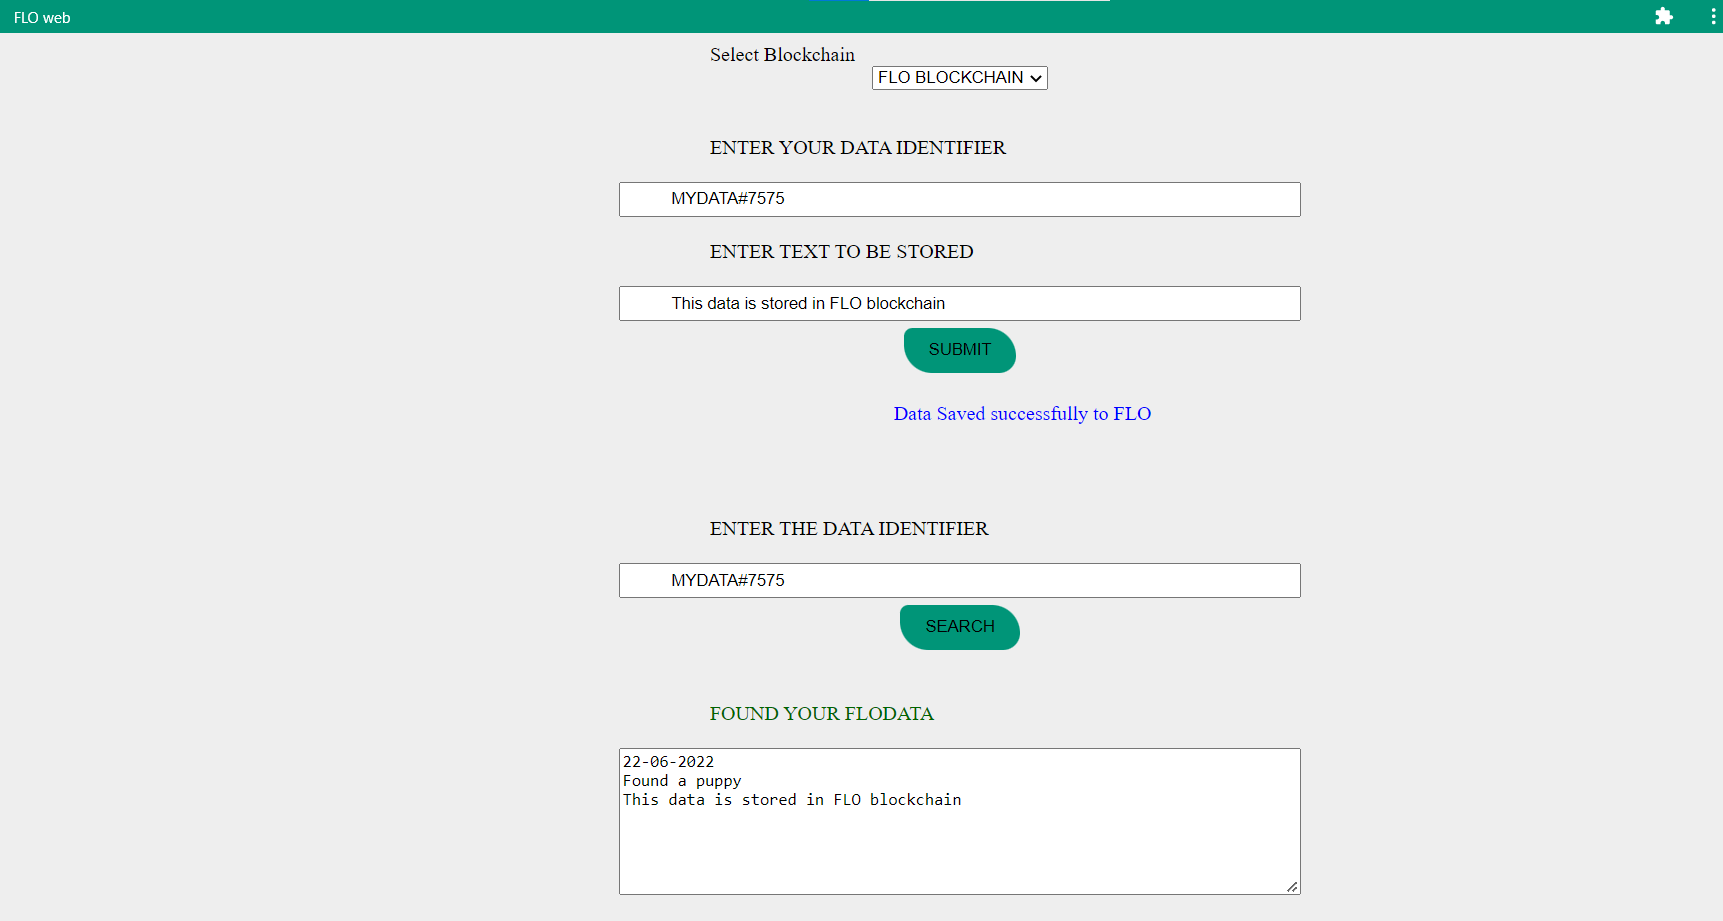 FLO web
Select Blockchain
FLO BLOCKCHAIN
ENTER YOUR DATA IDENTIFIER
MYDATA#7575
ENTER TEXT TO BE STORED
This data is stored in FLO blockchain
SUBMIT
Data Saved successfully to FLO
ENTER THE DATA IDENTIFIER
MYDATA#7575
SEARCH
FOUND YOUR FLODATA
22-06-2022
Found a puppy
This data is stored in FLO blockchain